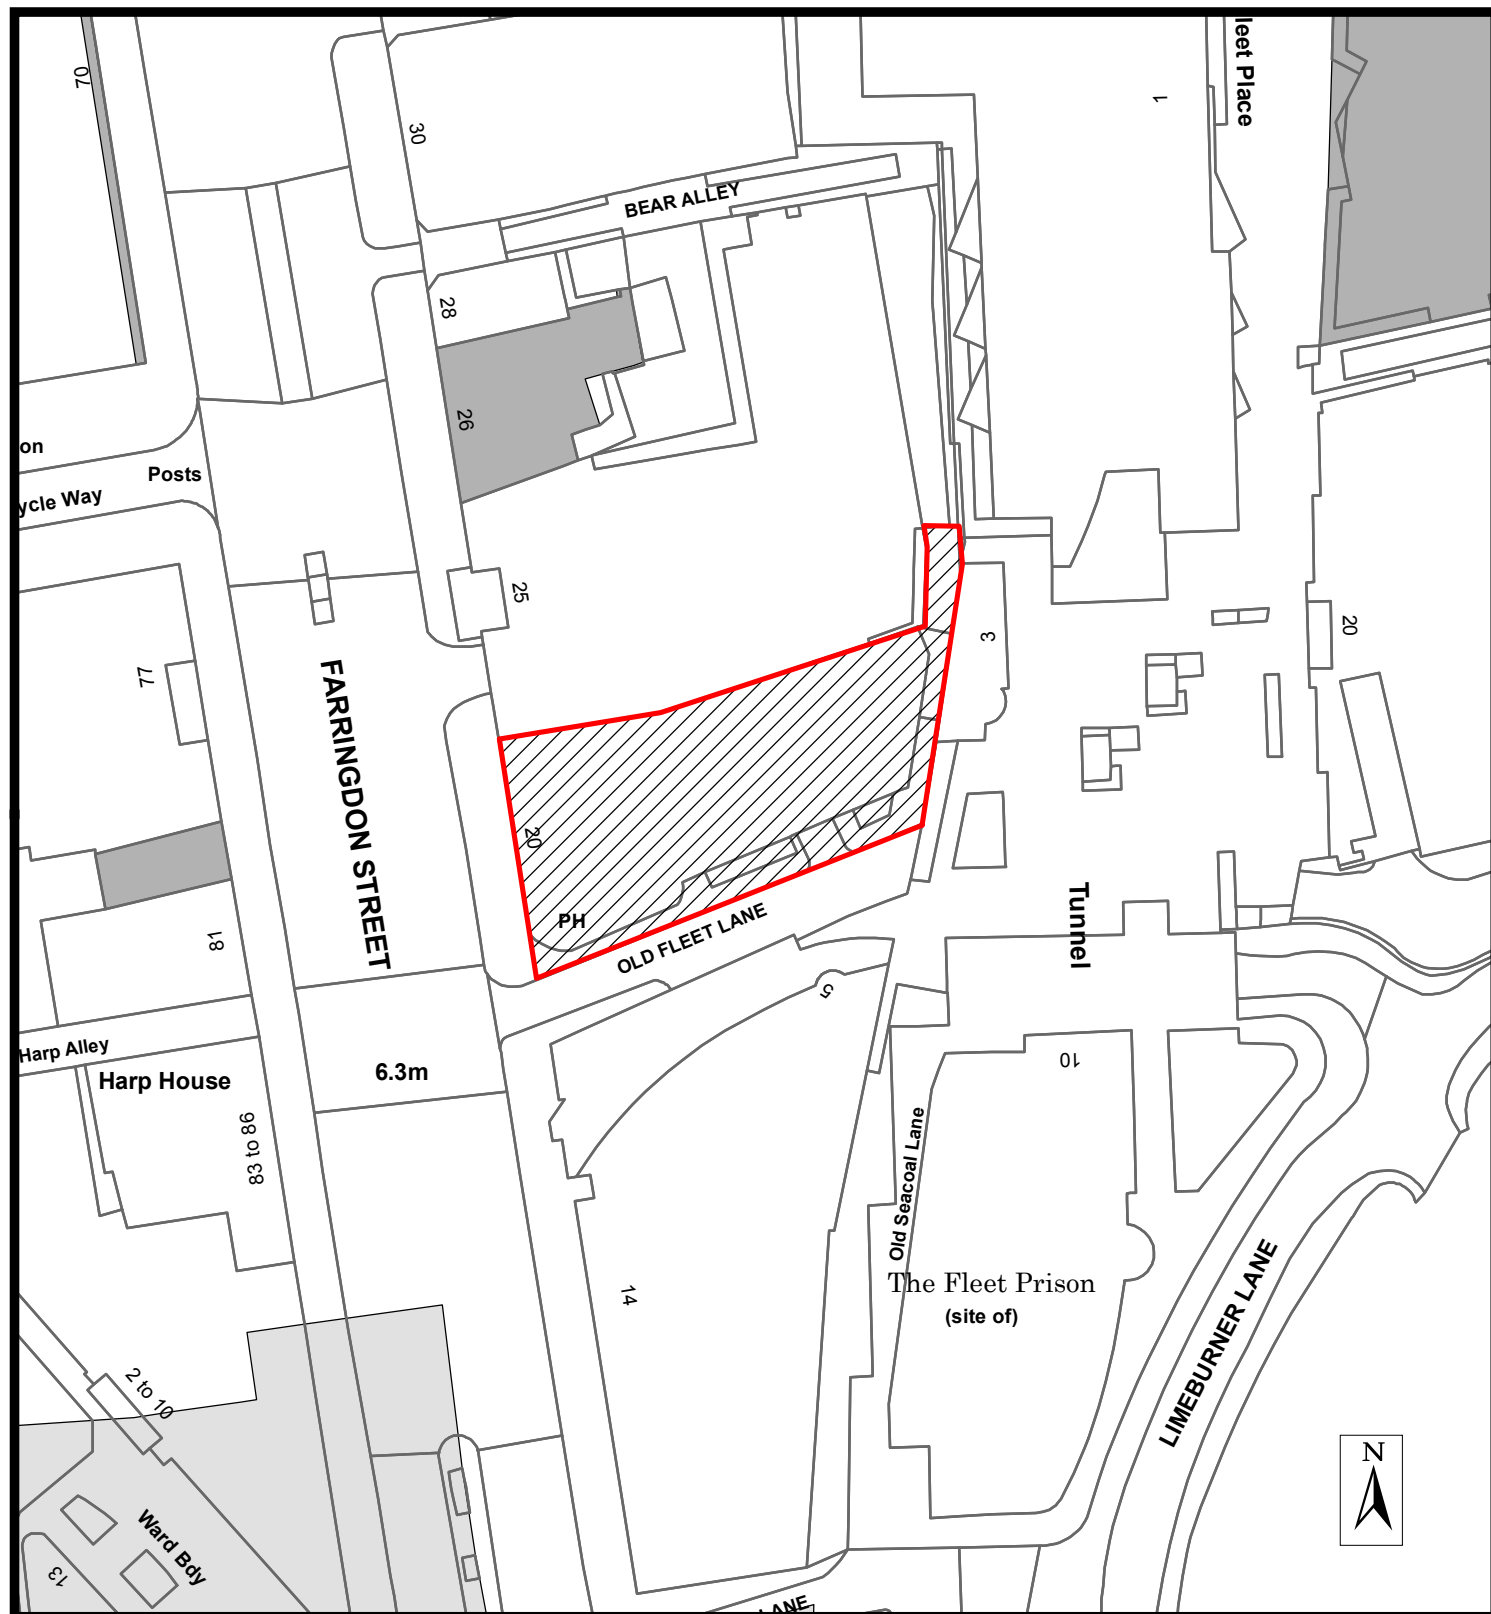 70
30
1
leet Place
BEAR ALLEY
28
26
on
Posts
ycle Way
25
3
20
77
FARRINGDON STREET
20
PH
OLD FLEET LANE
Tunnel
81
5
Harp Alley
Harp House
6.3m
10
83 to 86
Old Seacoal Lane
14
The Fleet Prison
(site of)
LIMEBURNER LANE
2 to 10
N
Ward Bdy
13
LANE